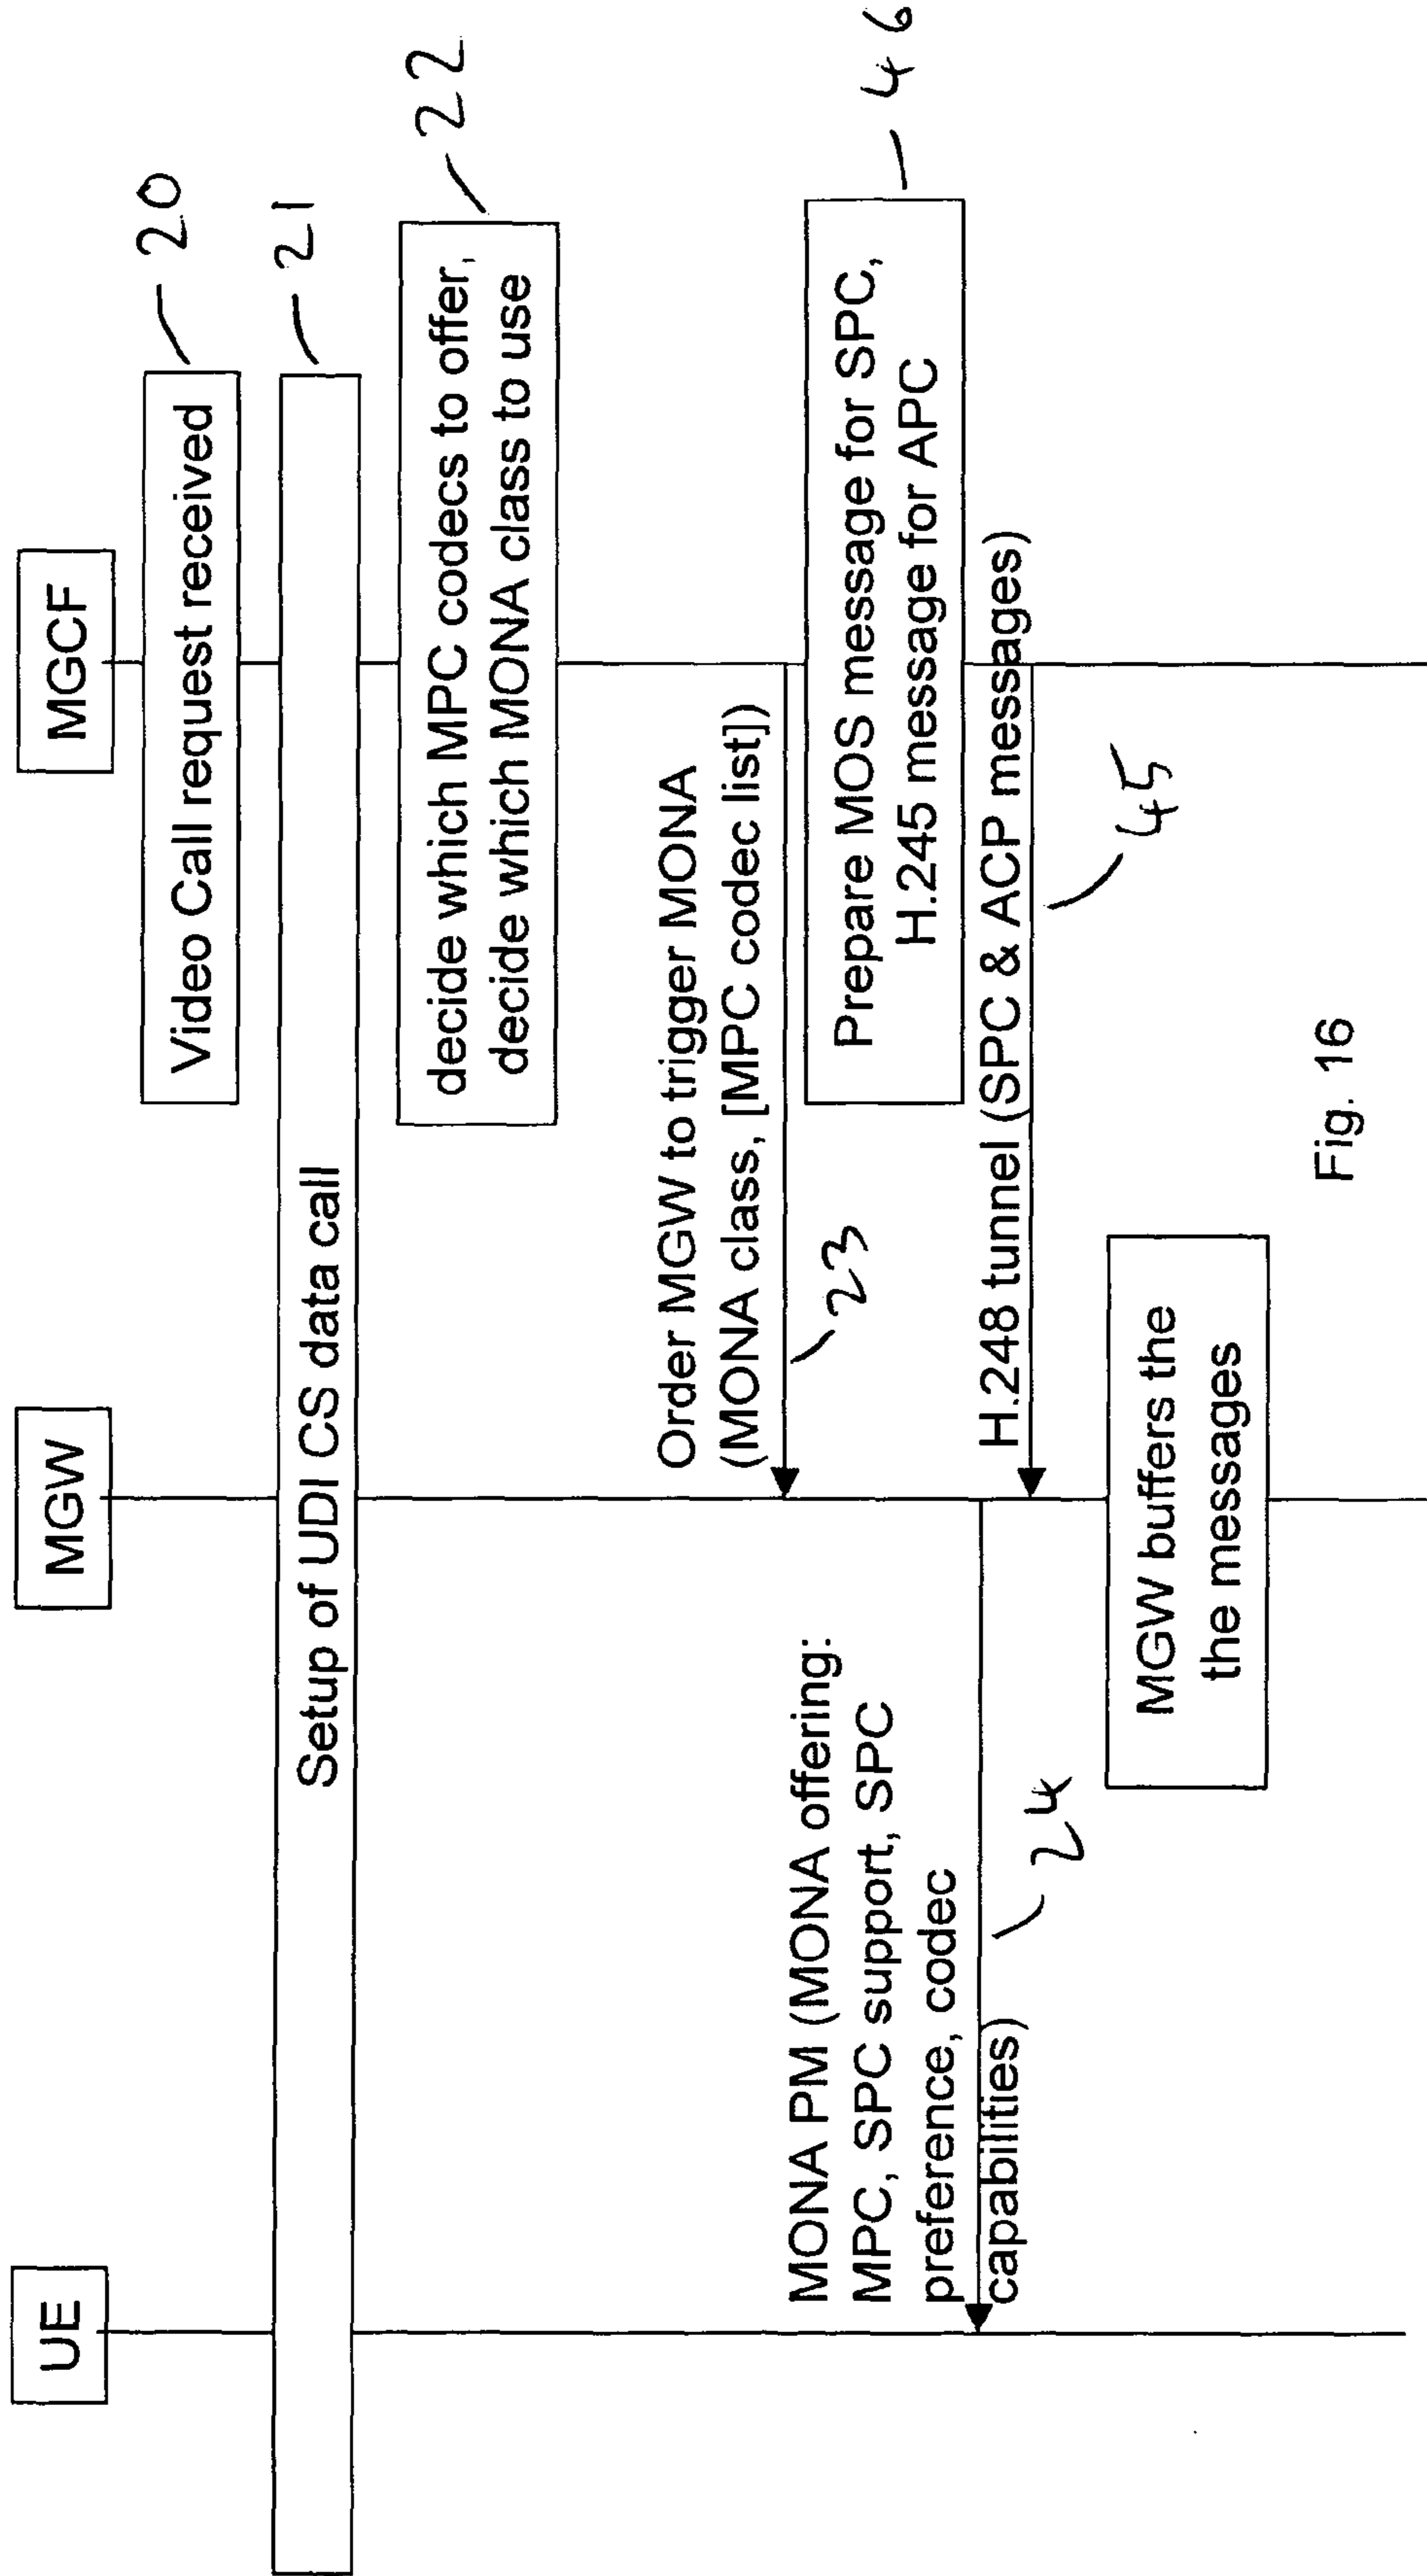 UE
MGW
MGCF
Video Call request received
20
Setup of UDI CS data call
21
decide which MPC codecs to offer,
decide which MONA class to use
22
Order MGW to trigger MONA
(MONA class, [MPC codec list])
23
MONA PM (MONA offering:
MPC, SPC support, SPC
preference, codec
capabilities)
24
Prepare MOS message for SPC,
H.245 message for APC
46
H.248 tunnel (SPC & ACP messages)
45
MGW buffers the
the messages
Fig. 16